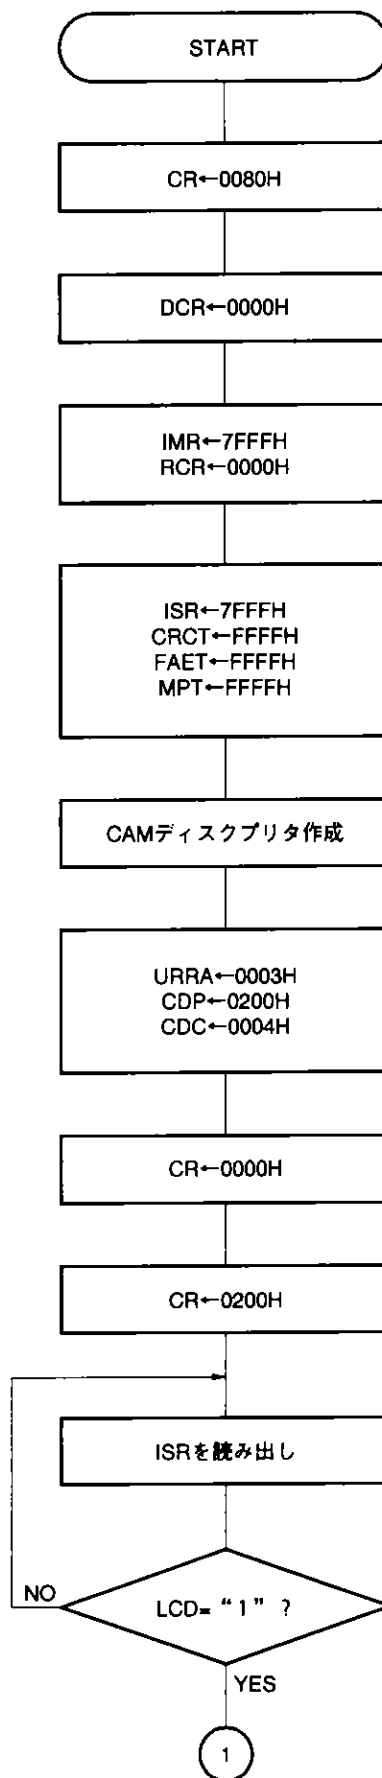 START
CR←0080H
DCR←0000H
IMR←7FFFH
RCR←0000H
ISR←7FFFH
CRCT←FFFFH
FAET←FFFFH
MPT←FFFFH
CAMディスクプリタ作成
URRA←0003H
CDP←0200H
CDC←0004H
CR←0000H
CR←0200H
ISRを読み出し
LCD=“1”?
NO
YES
1